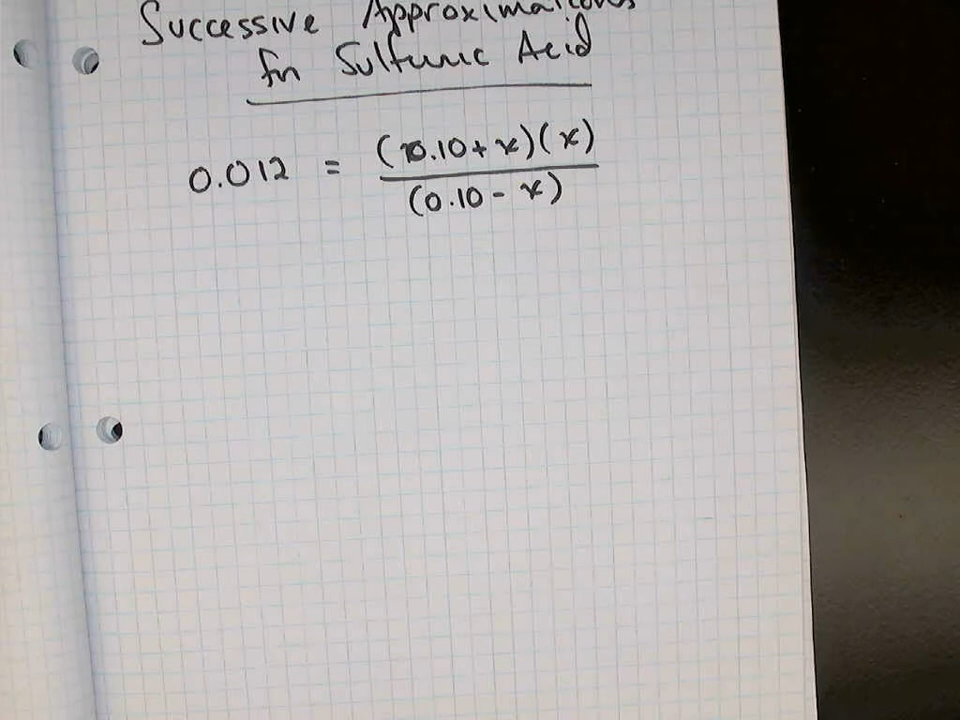 Successive Approximations
for Sulfuric Acid
0.012 = (0.10 + x)(x)
(0.10 - x)